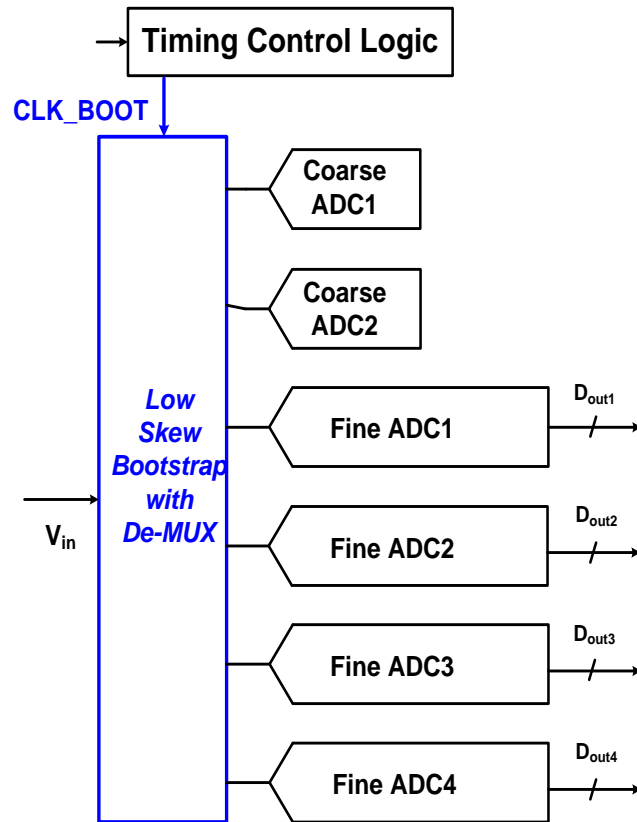 Timing Control Logic
CLK_BOOT
Coarse
ADC1
Coarse
ADC2
Low
Skew
Bootstrap
with
De-MUX
Vin
Fine ADC1
Dout1
Fine ADC2
Dout2
Fine ADC3
Dout3
Fine ADC4
Dout4